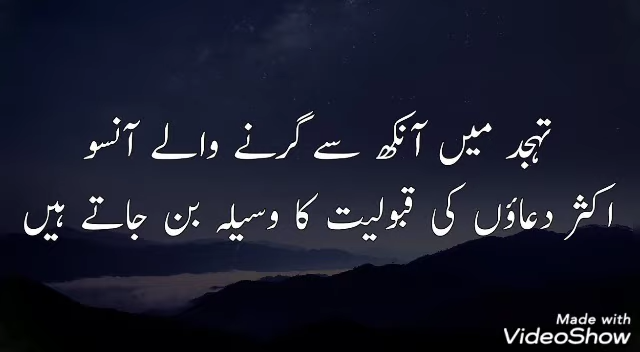 تہجد میں آنکھ سے گرنے والے آنسو
اکثر دعاؤں کی قبولیت کا وسیلہ بن جاتے ہیں
Made with
VideoShow